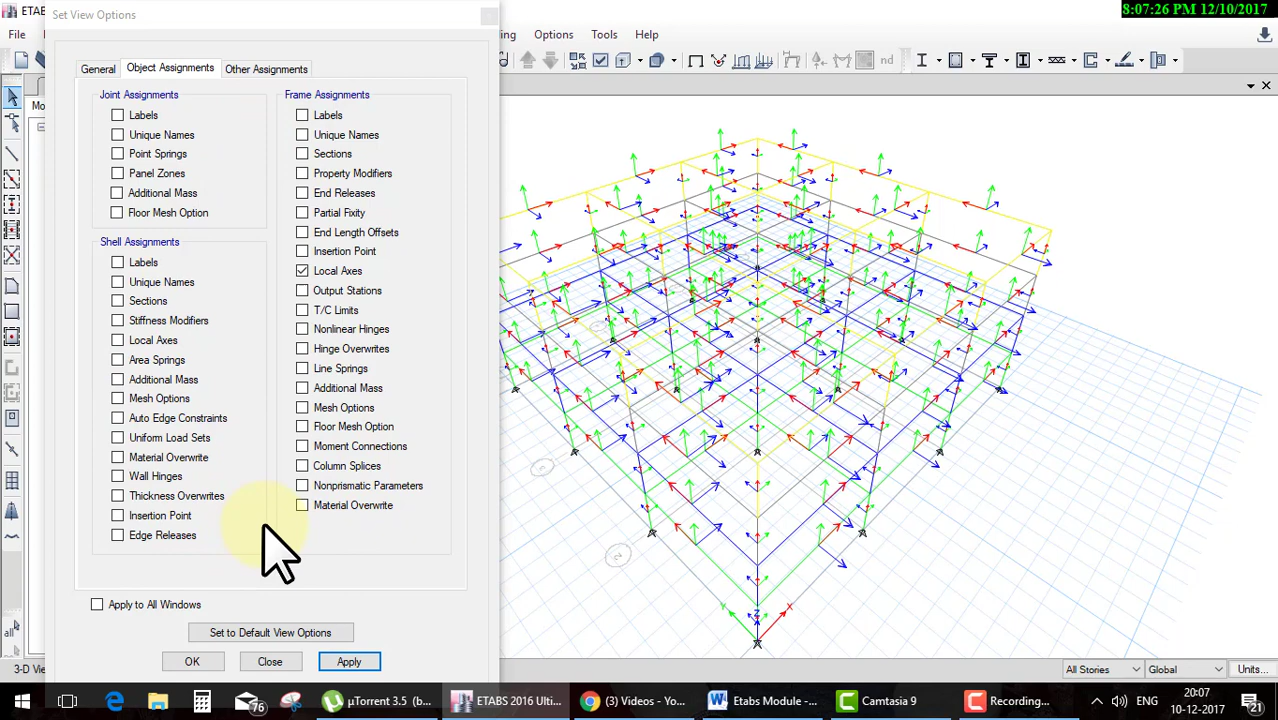 Set View Options
8:07:26 PM 12/10/2017
File
Options
Tools
Help
nd
General
Object Assignments
Other Assignments
Joint Assignments
Labels
Unique Names
Point Springs
Panel Zones
Additional Mass
Floor Mesh Option
Shell Assignments
Labels
Unique Names
Sections
Stiffness Modifiers
Local Axes
Area Springs
Additional Mass
Mesh Options
Auto Edge Constraints
Uniform Load Sets
Material Overwrite
Wall Hinges
Thickness Overwrites
Insertion Point
Edge Releases
Frame Assignments
Labels
Unique Names
Sections
Property Modifiers
End Releases
Partial Fixity
End Length Offsets
Insertion Point
Local Axes
Output Stations
T/C Limits
Nonlinear Hinges
Hinge Overwrites
Line Springs
Additional Mass
Mesh Options
Floor Mesh Option
Moment Connections
Column Splices
Nonprismatic Parameters
Material Overwrite
Apply to All Windows
Set to Default View Options
OK
Close
Apply
Y
Z
X
All Stories
Global
Units...
76
µTorrent 3.5 (b...
ETABS 2016 Ulti...
(3) Videos - Yo...
Etabs Module -...
Camtasia 9
Recording...
ENG
20:07
10-12-2017
21